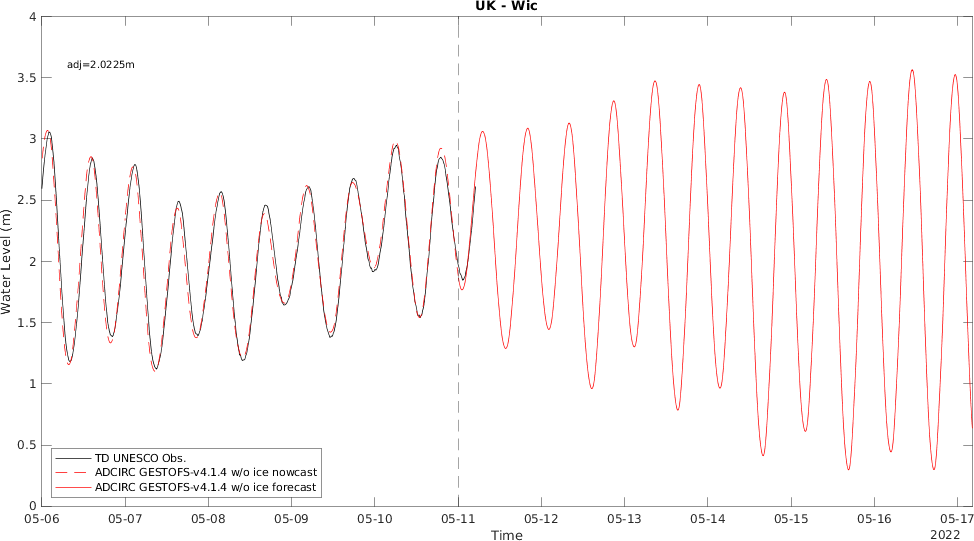 UK - Wic
adj=2.0225m
Water Level (m)
4
3.5
3
2.5
2
1.5
1
0.5
0
TD UNESCO Obs.
ADCIRC GESTOFS-v4.1.4 w/o ice nowcast
ADCIRC GESTOFS-v4.1.4 w/o ice forecast
05-06 05-07 05-08 05-09 05-10 05-11 05-12 05-13 05-14 05-15 05-16 05-17
Time
2022